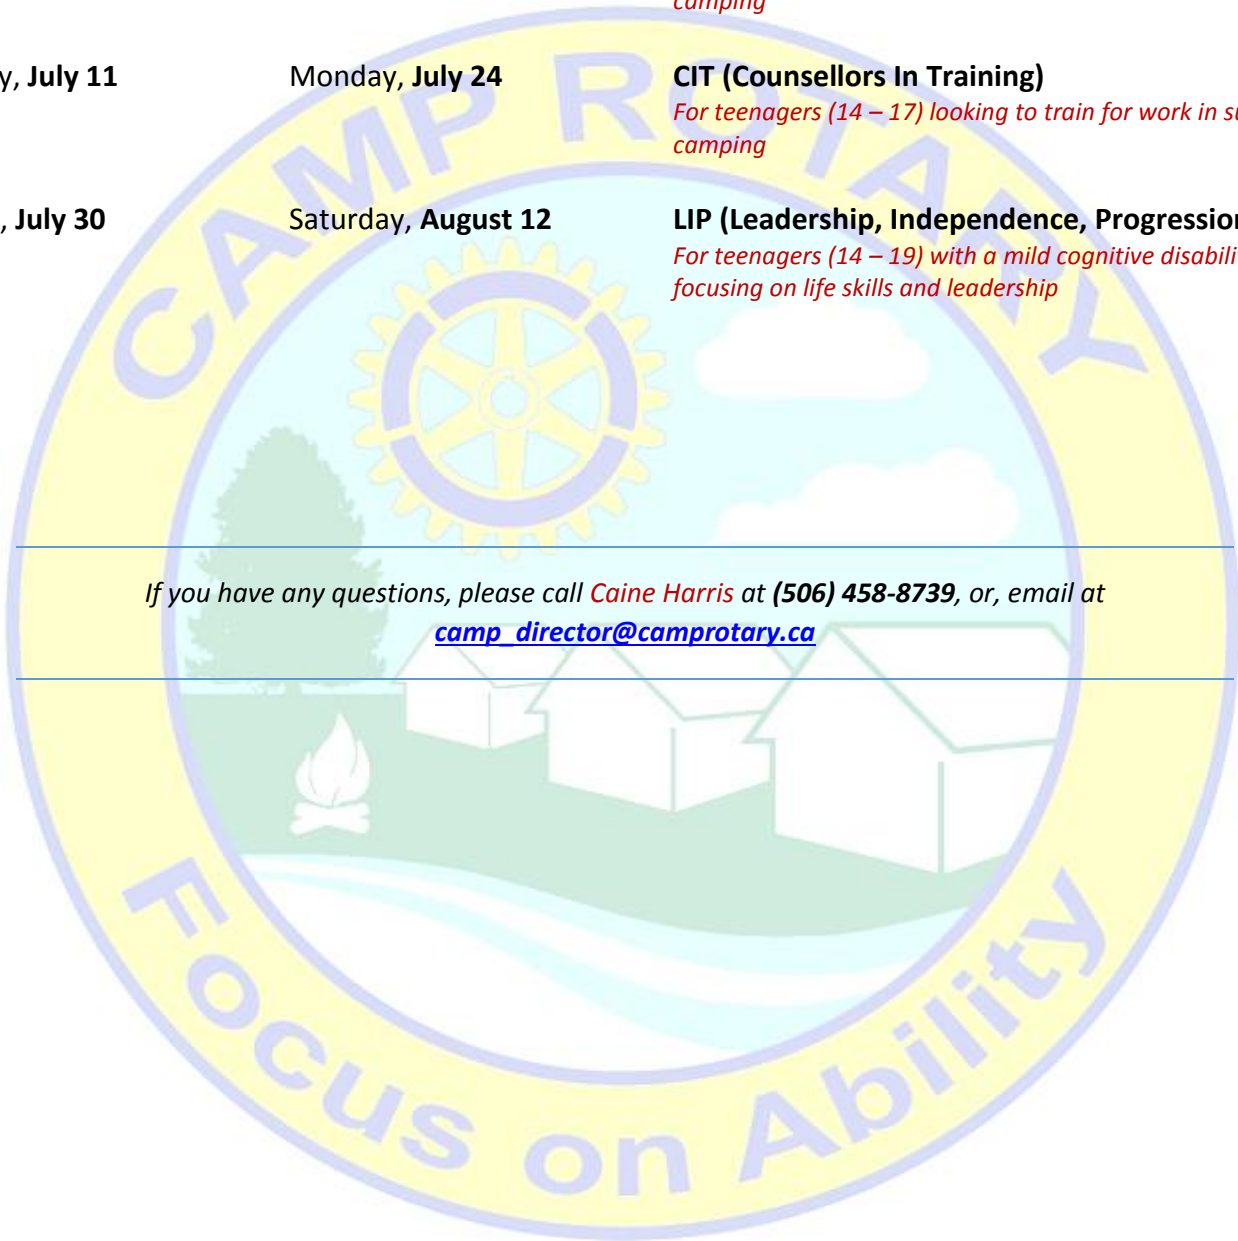 camping
y, July 11 Monday, July 24 CIT (Counsellors In Training)
For teenagers (14 – 17) looking to train for work in su
camping
, July 30 Saturday, August 12 LIP (Leadership, Independence, Progression
For teenagers (14 – 19) with a mild cognitive disabili
focusing on life skills and leadership
If you have any questions, please call Caine Harris at (506) 458-8739, or, email at
camp_director@camprotary.ca
CAMP ROTARY
Focus on Ability